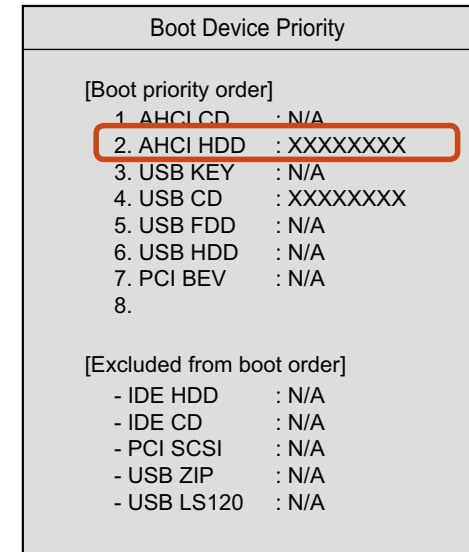 Boot Device Priority
[Boot priority order]
1. AHCI CD : N/A
2. AHCI HDD : XXXXXXXX
3. USB KEY : N/A
4. USB CD : XXXXXXXX
5. USB FDD : N/A
6. USB HDD : N/A
7. PCI BEV : N/A
8.
[Excluded from boot order]
- IDE HDD : N/A
- IDE CD : N/A
- PCI SCSI : N/A
- USB ZIP : N/A
- USB LS120 : N/A